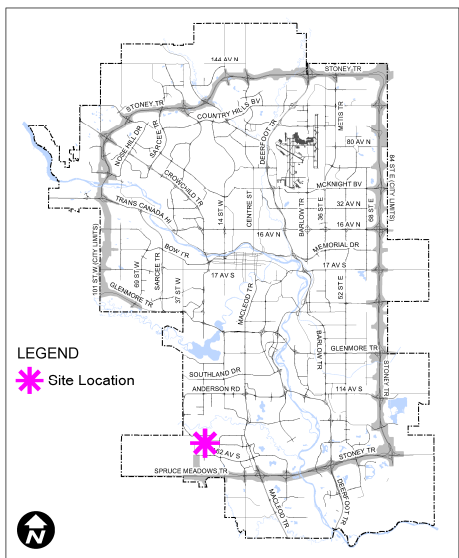 144 AV N
STONEY TR
STONEY TR
COUNTRY HILLS BV
METIS TR
DEERFOOT TR
NOSE HILL DR
SARCEE TR
80 AV N
CROWCHILD TR
MCKNIGHT BV
64 ST E (CITY LIMITS)
TRANS CANADA HI
14 ST W
CENTRE ST
BARLOW TR
36 ST E
32 AV N
68 ST E
16 AV N
16 AV N
101 ST W (CITY LIMITS)
BOW TR
MEMORIAL DR
69 ST W
SARCEE TR
37 ST W
17 AV S
17 AV S
52 ST E
GLENMORE TR
MACLEOD TR
BARLOW TR
GLENMORE TR
LEGEND
Site Location
SOUTHLAND DR
ANDERSON RD
114 AV S
STONEY TR
STONEY TR
SPRUCE MEADOWS TR
MACLEOD TR
DEERFOOT TR
N